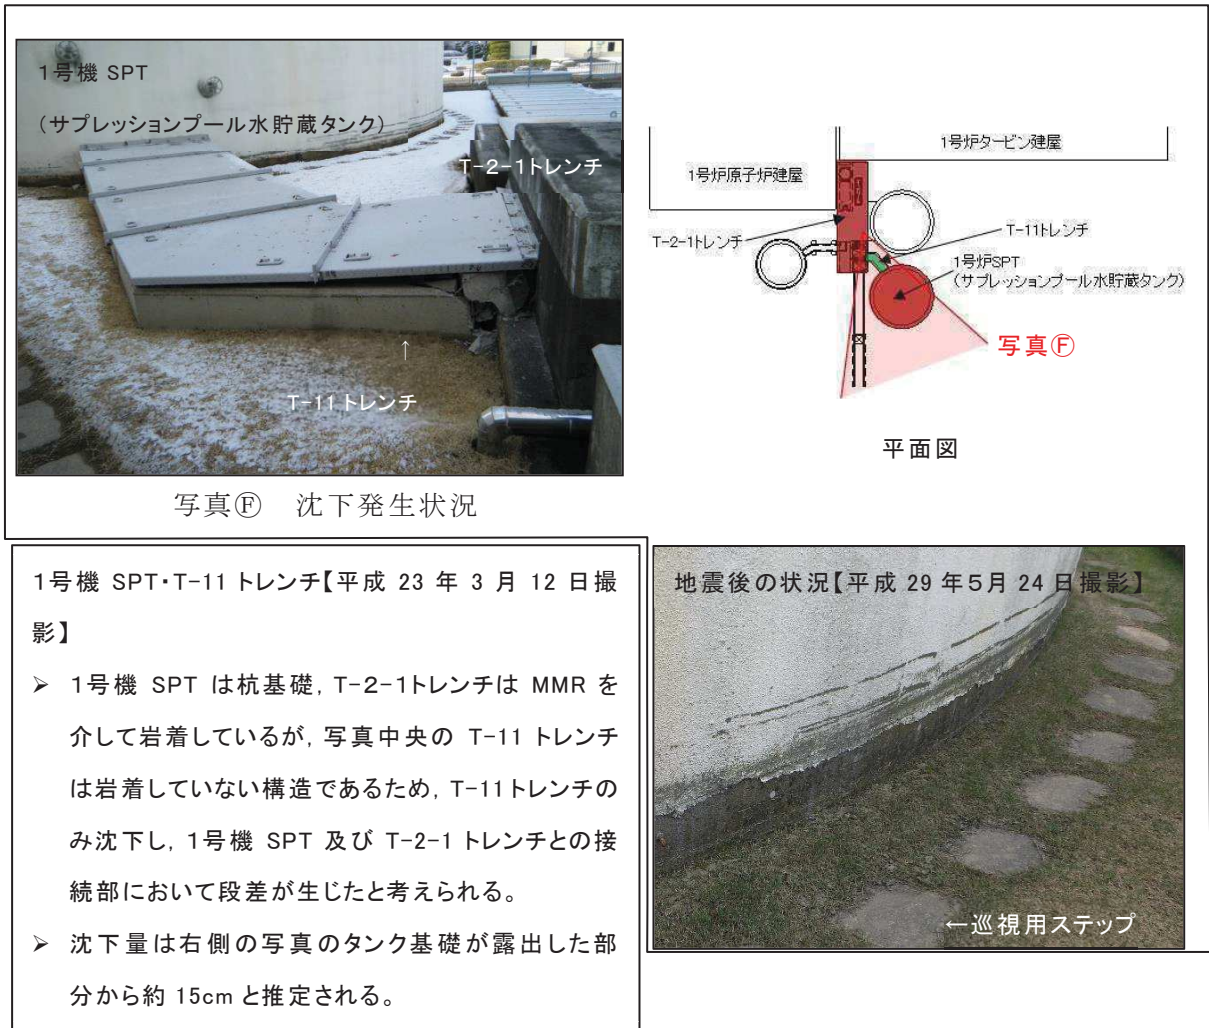 1号機 SPT
(サプレッションプール水貯蔵タンク)
T-2-1トレンチ
↑
T-11トレンチ
写真Ⓕ 沈下発生状況
1号炉タービン建屋
1号炉原子炉建屋
T-2-1トレンチ
T-11トレンチ
1号炉SPT
(サプレッションプール水貯蔵タンク)
写真Ⓕ
平面図
1号機 SPT・T-11 トレンチ【平成 23 年 3 月 12 日撮
影】
➢ 1号機 SPT は杭基礎, T-2-1トレンチは MMR を
介して岩着しているが, 写真中央の T-11 トレンチ
は岩着していない構造であるため, T-11トレンチの
み沈下し, 1号機 SPT 及び T-2-1 トレンチとの接
続部において段差が生じたと考えられる。
➢ 沈下量は右側の写真のタンク基礎が露出した部
分から約 15cm と推定される。
地震後の状況【平成 29 年5月 24 日撮影】
←巡視用ステップ